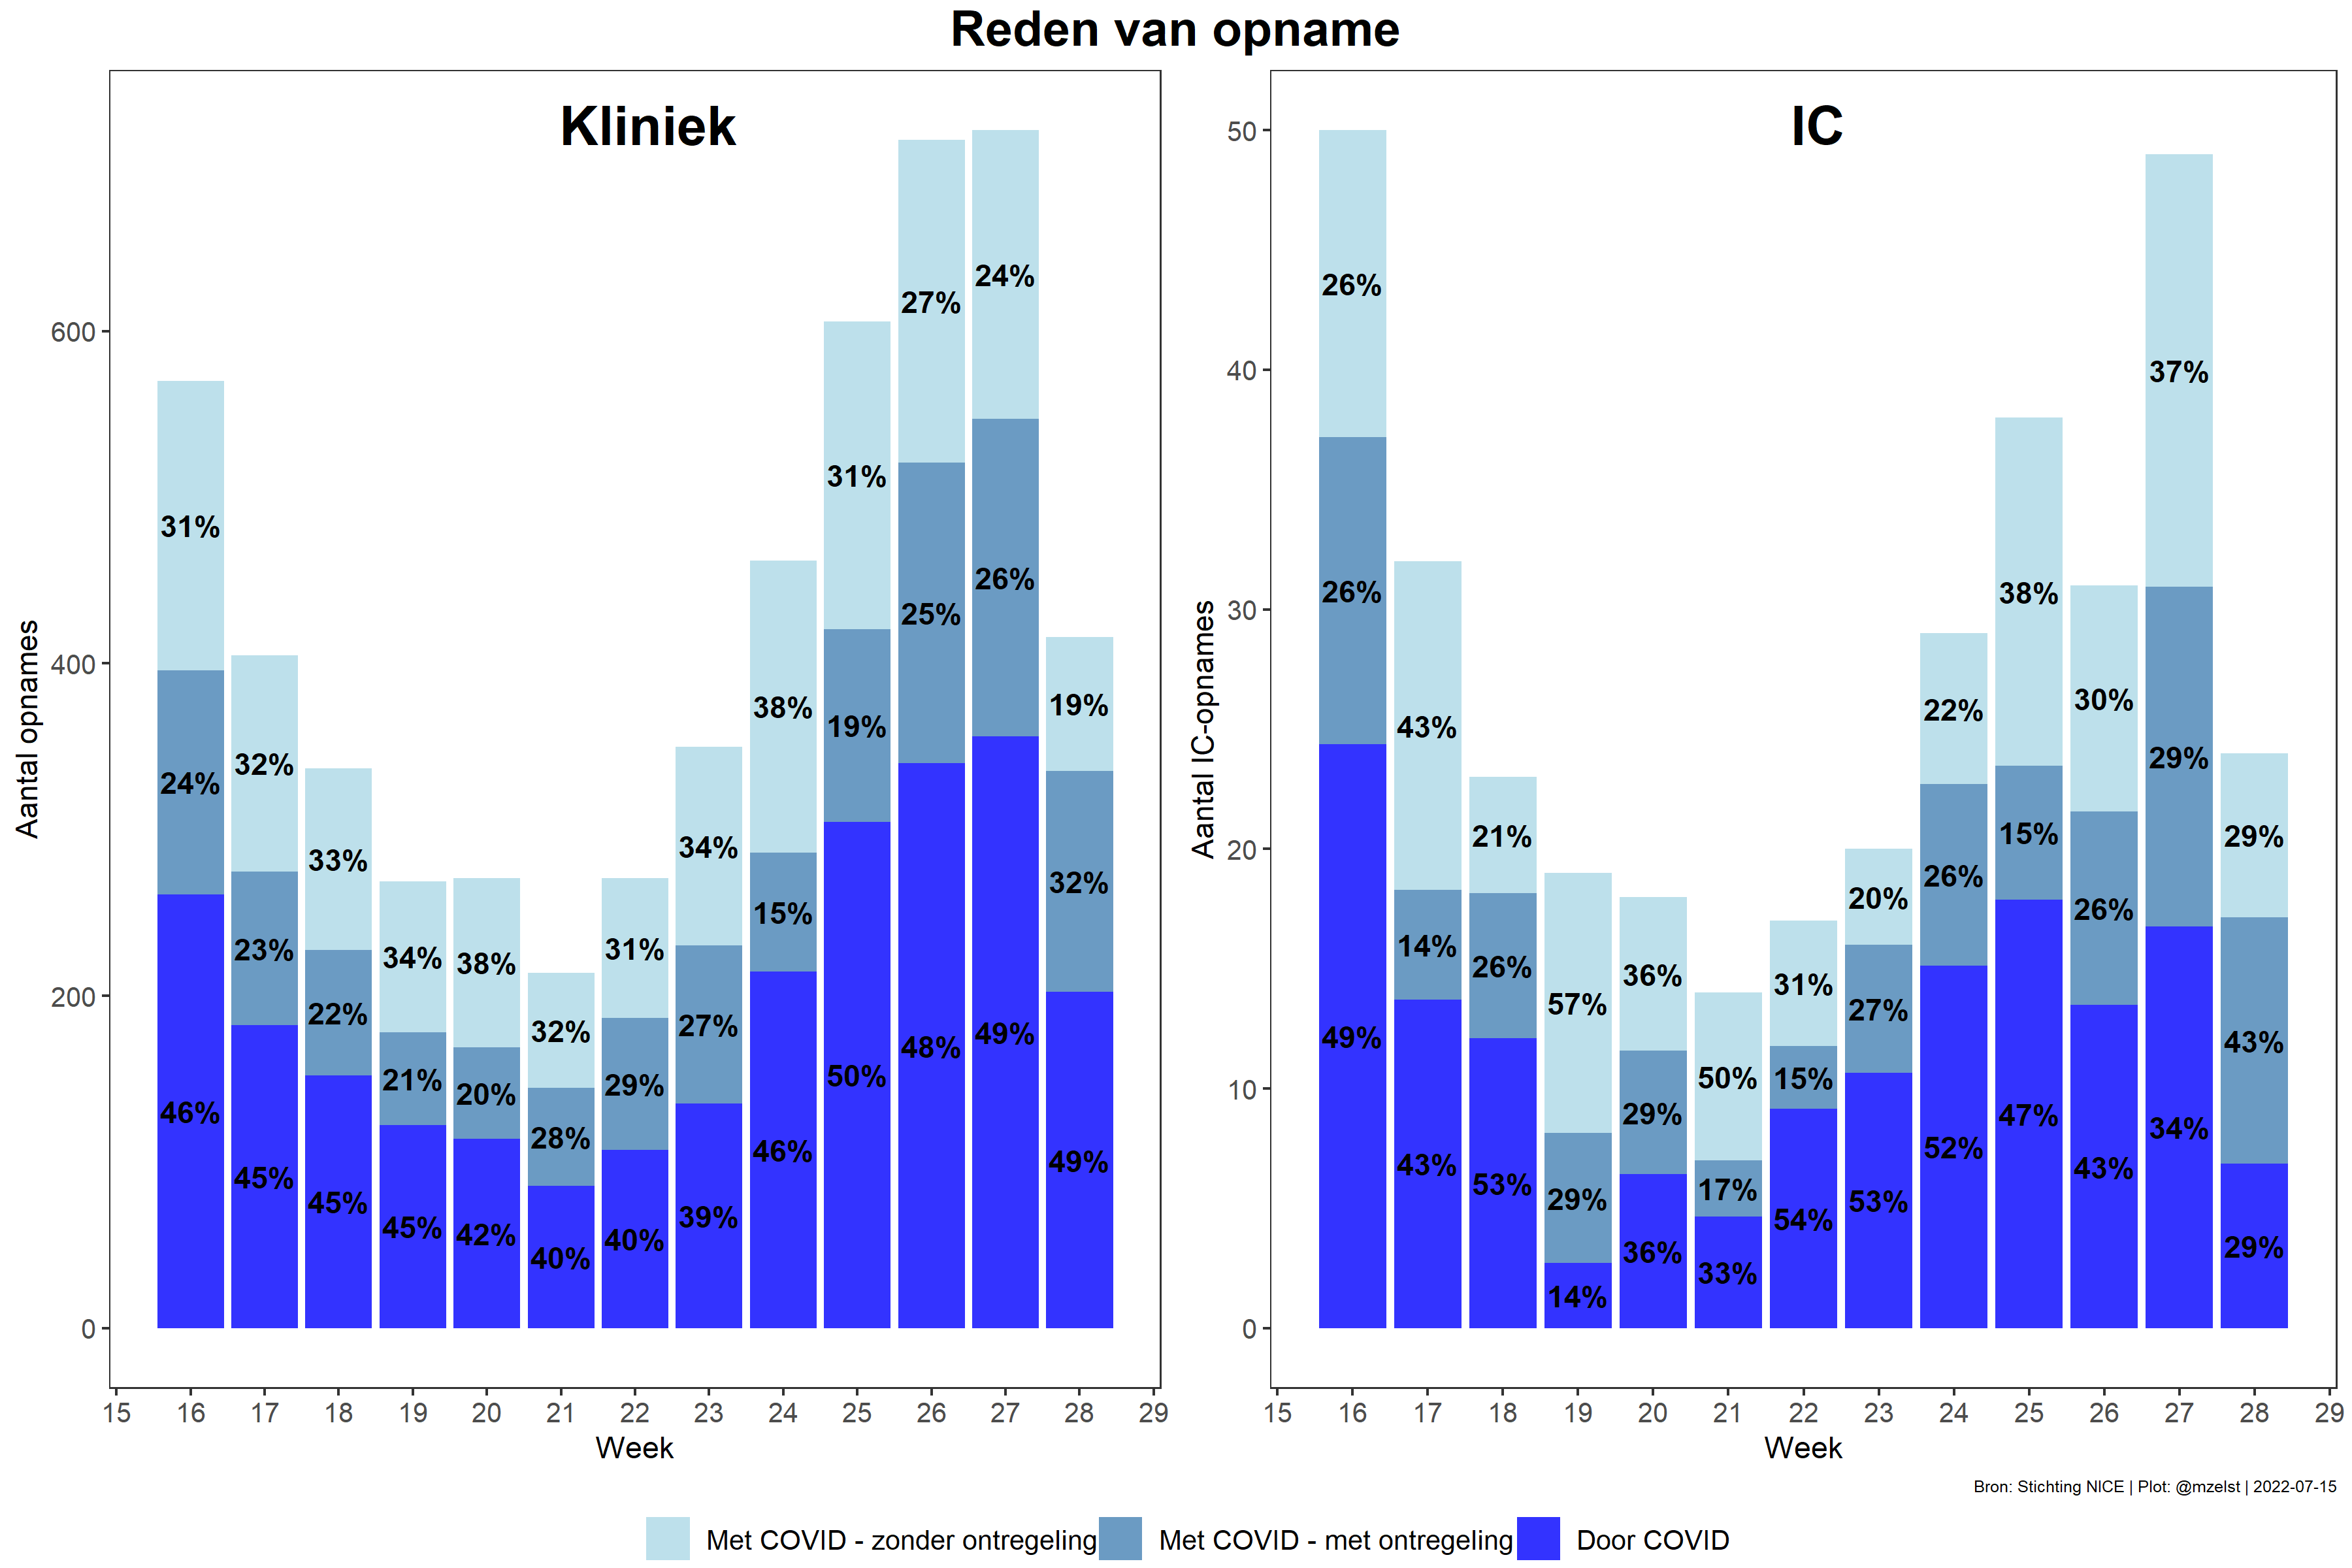 Reden van opname
Kliniek
Aantal opnames
600
400
200
0
31% 24% 46%
32% 23% 45%
33% 22% 45%
34% 21% 45%
38% 20% 42%
32% 28% 40%
31% 29% 40%
34% 27% 39%
38% 15% 46%
31% 19% 50%
27% 25% 48%
24% 26% 49%
19% 32% 49%
15 16 17 18 19 20 21 22 23 24 25 26 27 28 29
Week
IC
Aantal IC-opnames
50
40
30
20
10
0
26% 26% 49%
43% 14% 43%
21% 26% 53%
57% 29% 14%
36% 29% 36%
50% 17% 33%
31% 15% 54%
20% 27% 53%
22% 26% 52%
38% 15% 47%
30% 26% 43%
37% 29% 34%
29% 43% 29%
15 16 17 18 19 20 21 22 23 24 25 26 27 28 29
Week
Bron: Stichting NICE | Plot: @mzelst | 2022-07-15
Met COVID - zonder ontregeling Met COVID - met ontregeling Door COVID